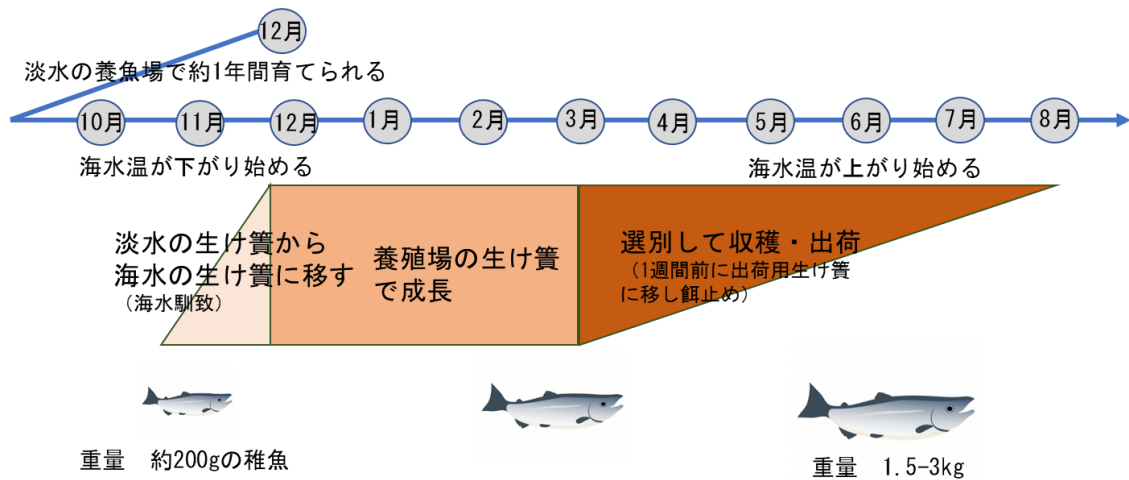 12月
淡水の養魚場で約1年間育てられる
10月 11月 12月 1月 2月 3月 4月 5月 6月 7月 8月
海水温が下がり始める
海水温が上がり始める
淡水の生け簀から
海水の生け簀に移す
（海水馴致）
養殖場の生け簀
で成長
選別して収穫・出荷
（1週間前に出荷用生け簀
に移し餌止め）
重量　約200gの稚魚
重量　1.5-3kg